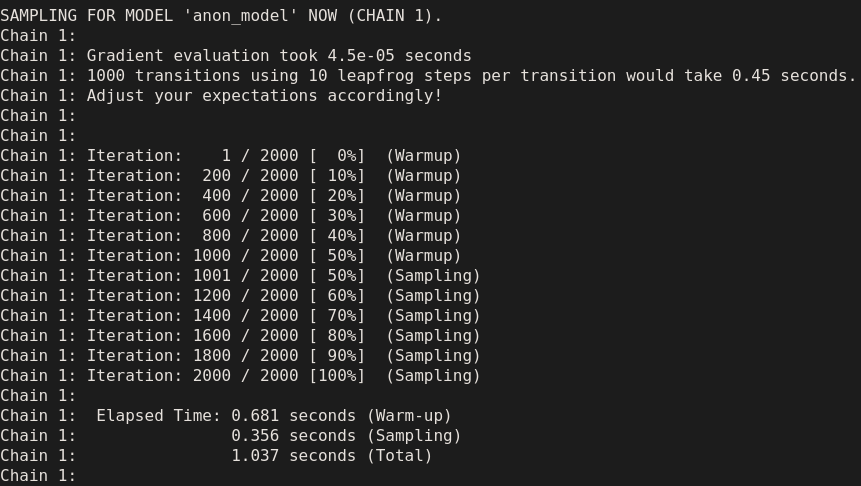 SAMPLING FOR MODEL 'anon_model' NOW (CHAIN 1).
Chain 1:
Chain 1: Gradient evaluation took 4.5e-05 seconds
Chain 1: 1000 transitions using 10 leapfrog steps per transition would take 0.45 seconds.
Chain 1: Adjust your expectations accordingly!
Chain 1:
Chain 1:
Chain 1: Iteration:    1 / 2000 [  0%]  (Warmup)
Chain 1: Iteration:  200 / 2000 [ 10%]  (Warmup)
Chain 1: Iteration:  400 / 2000 [ 20%]  (Warmup)
Chain 1: Iteration:  600 / 2000 [ 30%]  (Warmup)
Chain 1: Iteration:  800 / 2000 [ 40%]  (Warmup)
Chain 1: Iteration: 1000 / 2000 [ 50%]  (Warmup)
Chain 1: Iteration: 1001 / 2000 [ 50%]  (Sampling)
Chain 1: Iteration: 1200 / 2000 [ 60%]  (Sampling)
Chain 1: Iteration: 1400 / 2000 [ 70%]  (Sampling)
Chain 1: Iteration: 1600 / 2000 [ 80%]  (Sampling)
Chain 1: Iteration: 1800 / 2000 [ 90%]  (Sampling)
Chain 1: Iteration: 2000 / 2000 [100%]  (Sampling)
Chain 1:
Chain 1:  Elapsed Time: 0.681 seconds (Warm-up)
Chain 1:                0.356 seconds (Sampling)
Chain 1:                1.037 seconds (Total)
Chain 1: